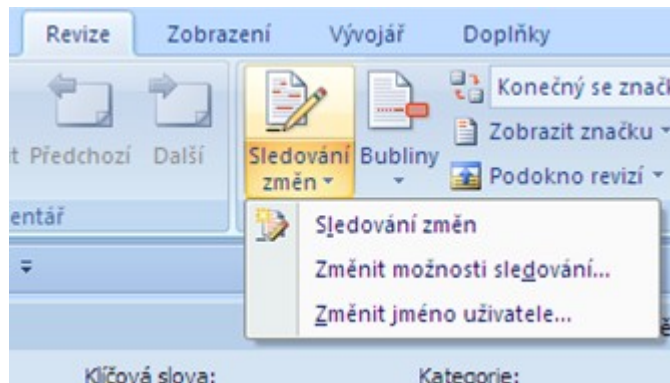 Revize Zobrazení Vývojář Doplňky
Konečný se znač
Předchozí Další Sledování změn Bubliny Zobrazit značku
Podokno revizí
entář
Sledování změn
Změnit možnosti sledování...
Změnit jméno uživatele...
Klíčová slova: Kategorie: